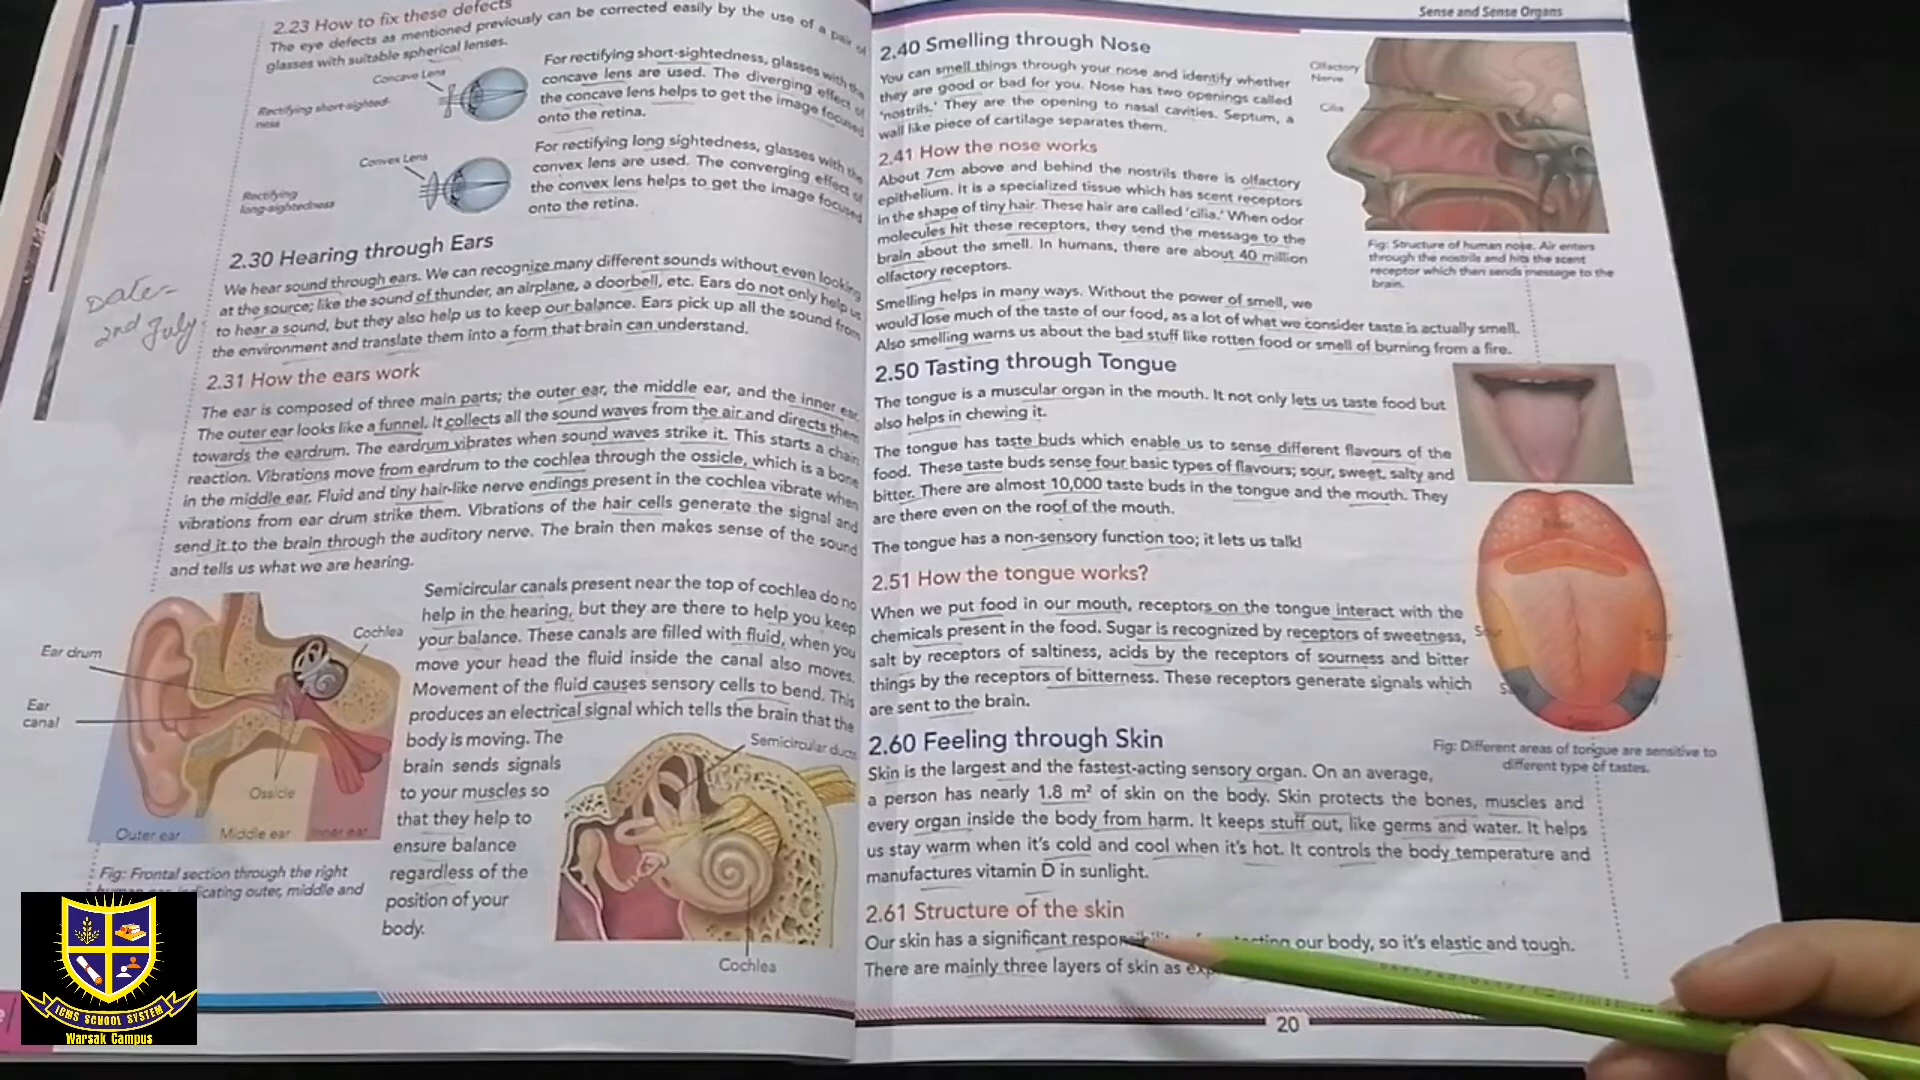 2.23 How to fix these defects
The eye defects as mentioned previously can be corrected easily by the use of a pair of
glasses with suitable spherical lenses.
Concave Lens
Rectifying short-sighted-
ness
For rectifying short-sightedness, glasses with the
concave lens are used. The diverging effect of
the concave lens helps to get the image focused
onto the retina.
Convex Lens
Rectifying
long-sightedness
For rectifying long sightedness, glasses with the
convex lens are used. The converging effect of
the convex lens helps to get the image focused
onto the retina.
2.30 Hearing through Ears
We hear sound through ears. We can recognize many different sounds without even looking
at the source; like the sound of thunder, an airplane, a doorbell, etc. Ears do not only help us
to hear a sound, but they also help us to keep our balance. Ears pick up all the sound from
the environment and translate them into a form that brain can understand.
Date-
2nd July
2.31 How the ears work
The ear is composed of three main parts; the outer ear, the middle ear, and the inner ear.
The outer ear looks like a funnel. It collects all the sound waves from the air and directs them
towards the eardrum. The eardrum vibrates when sound waves strike it. This starts a chain
reaction. Vibrations move from eardrum to the cochlea through the ossicle, which is a bone
in the middle ear. Fluid and tiny hair-like nerve endings present in the cochlea vibrate when
vibrations from ear drum strike them. Vibrations of the hair cells generate the signal and
send it to the brain through the auditory nerve. The brain then makes sense of the sound
and tells us what we are hearing.
Semicircular canals present near the top of cochlea do no
help in the hearing, but they are there to help you keep
your balance. These canals are filled with fluid, when you
move your head the fluid inside the canal also moves.
Movement of the fluid causes sensory cells to bend. This
produces an electrical signal which tells the brain that the
body is moving. The
brain sends signals
to your muscles so
that they help to
ensure balance
regardless of the
position of your
body.
Cochlea
Ear drum
Ear
canal
Ossicle
Outer ear
Middle ear
Inner ear
Fig: Frontal section through the right
indicating outer, middle and
Semicircular ducts
Cochlea
ICMS SCHOOL SYSTEM
Warsak Campus
Sense and Sense Organs
2.40 Smelling through Nose
You can smell things through your nose and identify whether
they are good or bad for you. Nose has two openings called
'nostrils.' They are the opening to nasal cavities. Septum, a
wall like piece of cartilage separates them.
2.41 How the nose works
About 7cm above and behind the nostrils there is olfactory
epithelium. It is a specialized tissue which has scent receptors
in the shape of tiny hair. These hair are called 'cilia.' When odor
molecules hit these receptors, they send the message to the
brain about the smell. In humans, there are about 40 million
olfactory receptors.
Olfactory
Nerve
Cilia
Fig: Structure of human nose. Air enters
through the nostrils and hits the scent
receptor which then sends message to the
brain.
Smelling helps in many ways. Without the power of smell, we
would lose much of the taste of our food, as a lot of what we consider taste is actually smell.
Also smelling warns us about the bad stuff like rotten food or smell of burning from a fire.
2.50 Tasting through Tongue
The tongue is a muscular organ in the mouth. It not only lets us taste food but
also helps in chewing it.
The tongue has taste buds which enable us to sense different flavours of the
food. These taste buds sense four basic types of flavours; sour, sweet, salty and
bitter. There are almost 10,000 taste buds in the tongue and the mouth. They
are there even on the roof of the mouth.
The tongue has a non-sensory function too; it lets us talk!
2.51 How the tongue works?
When we put food in our mouth, receptors on the tongue interact with the
chemicals present in the food. Sugar is recognized by receptors of sweetness,
salt by receptors of saltiness, acids by the receptors of sourness and bitter
things by the receptors of bitterness. These receptors generate signals which
are sent to the brain.
Fig: Different areas of tongue are sensitive to
different type of tastes.
2.60 Feeling through Skin
Skin is the largest and the fastest-acting sensory organ. On an average,
a person has nearly 1.8 m² of skin on the body. Skin protects the bones, muscles and
every organ inside the body from harm. It keeps stuff out, like germs and water. It helps
us stay warm when it's cold and cool when it's hot. It controls the body temperature and
manufactures vitamin D in sunlight.
2.61 Structure of the skin
Our skin has a significant our body, so it's elastic and tough.
There are mainly three layers of skin as
20